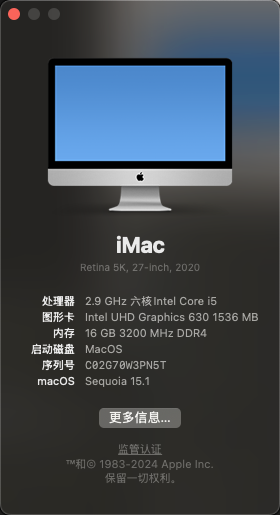 iMac
Retina 5K, 27-inch, 2020
处理器 2.9 GHz 六核Intel Core i5
图形卡 Intel UHD Graphics 630 1536 MB
内存 16 GB 3200 MHz DDR4
启动磁盘 MacOS
序列号 C02G70W3PN5T
macOS Sequoia 15.1
更多信息...
监管认证
™和© 1983-2024 Apple Inc.
保留一切权利。